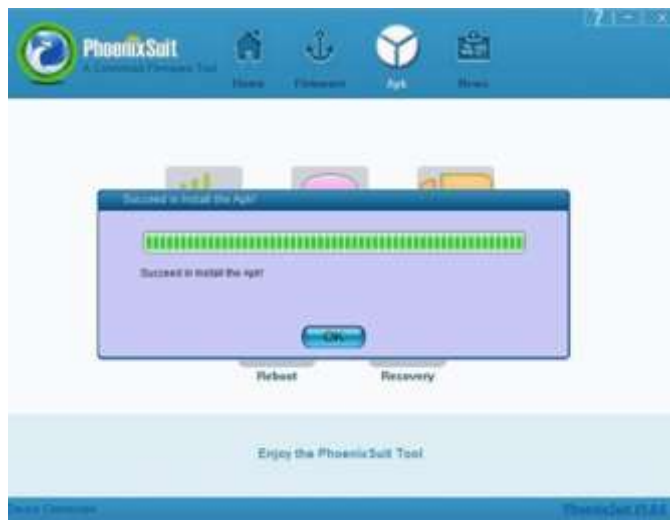 PhoenixSuit
Home
Firmware
Apk
News
Succeed in Install the Apk!
Succeed in Install the Apk!
OK
Reboot
Recovery
Enjoy the PhoenixSuit Tool